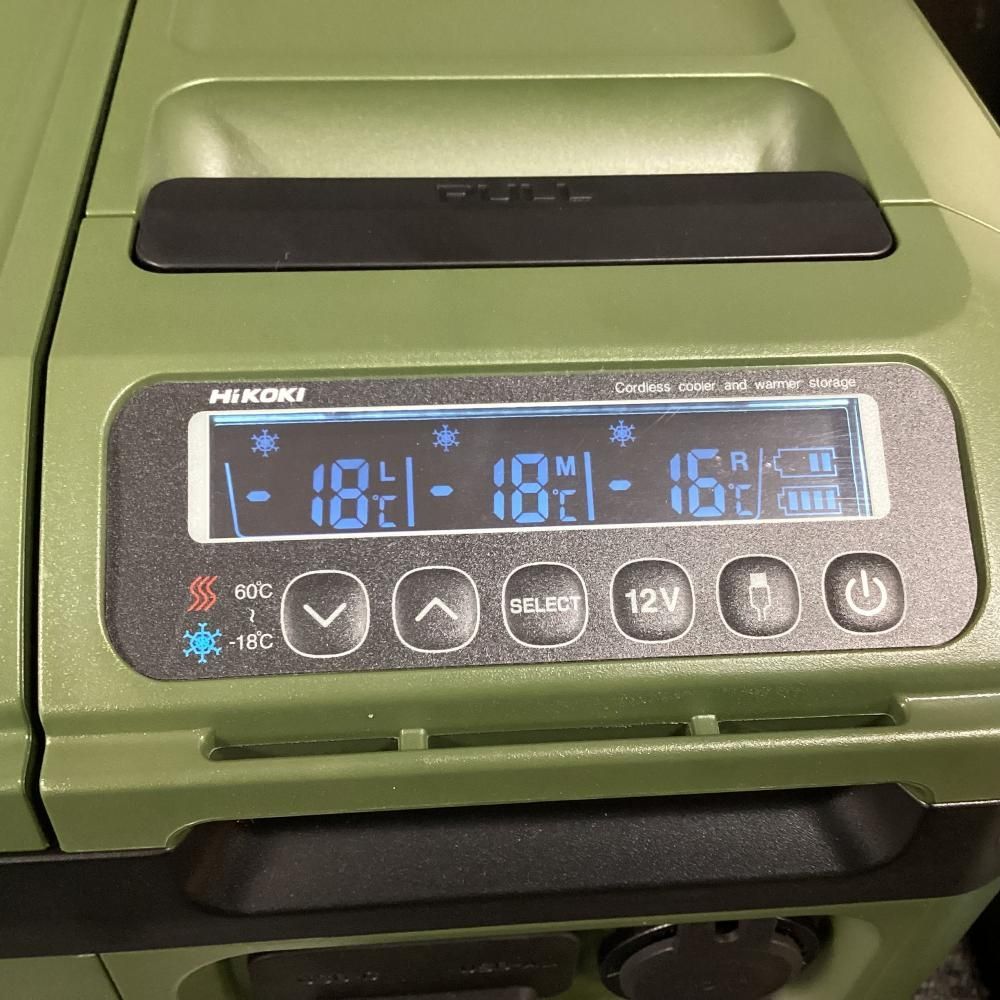 PULL
HiKOKI
Cordless cooler and warmer storage
-18 L ℃ -18 M ℃ -16 R ℃
60℃
~
-18℃
SELECT 12V